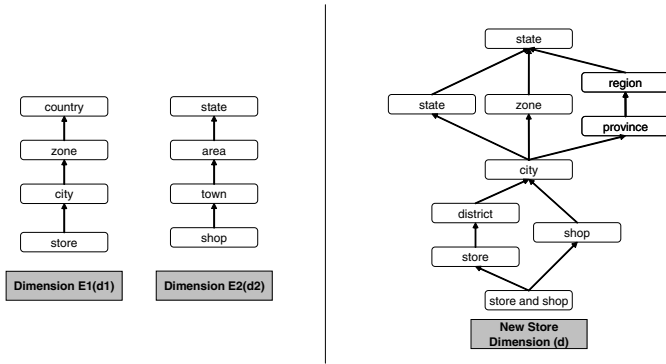 country
zone
city
store
Dimension E1(d1)
state
area
town
shop
Dimension E2(d2)
state
state
zone
region
province
city
district
shop
store
store and shop
New Store
Dimension (d)